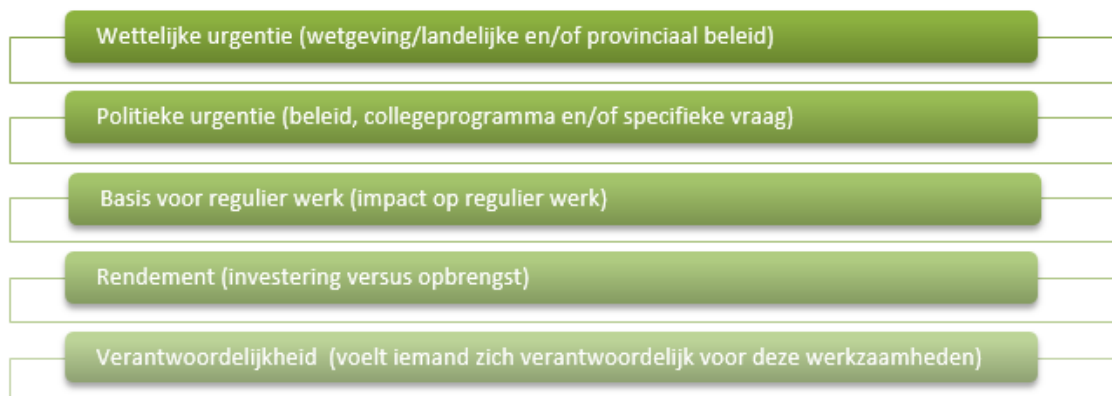 Wettelijke urgentie (wetgeving/landelijke en/of provinciaal beleid)
Politieke urgentie (beleid, collegeprogramma en/of specifieke vraag)
Basis voor regulier werk (impact op regulier werk)
Rendement (investering versus opbrengst)
Verantwoordelijkheid  (voelt iemand zich verantwoordelijk voor deze werkzaamheden)